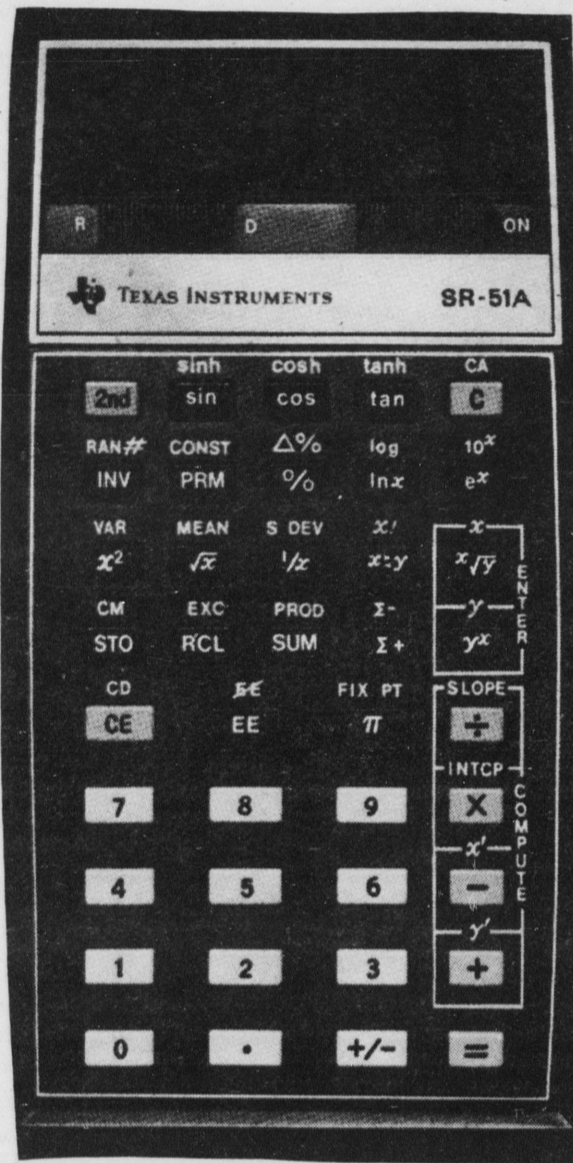 R D ON
TEXAS INSTRUMENTS SR-51A
sinh cosh tanh CA
2nd sin cos tan C
RAN# CONST Δ% log 10ˣ
INV PRM % lnx eˣ
VAR MEAN S DEV x! x
x² √x 1/x x:y ˣ√y
CM EXC PROD Σ- y
STO RCL SUM Σ+ yˣ
ENTER
CD E̸E̸ FIX PT SLOPE
CE EE π ÷
INTCP
7 8 9 ×
x'
4 5 6 −
y'
1 2 3 +
COMPUTE
0 . +/- =